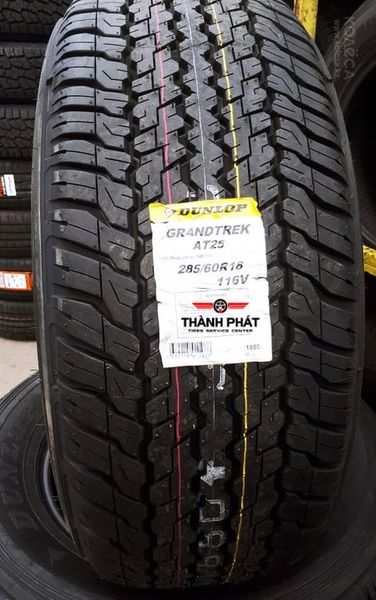 DUNLOP
GRANDTREK
AT25
285/60R18
116V
THÀNH PHÁT
TIRES SERVICE CENTER